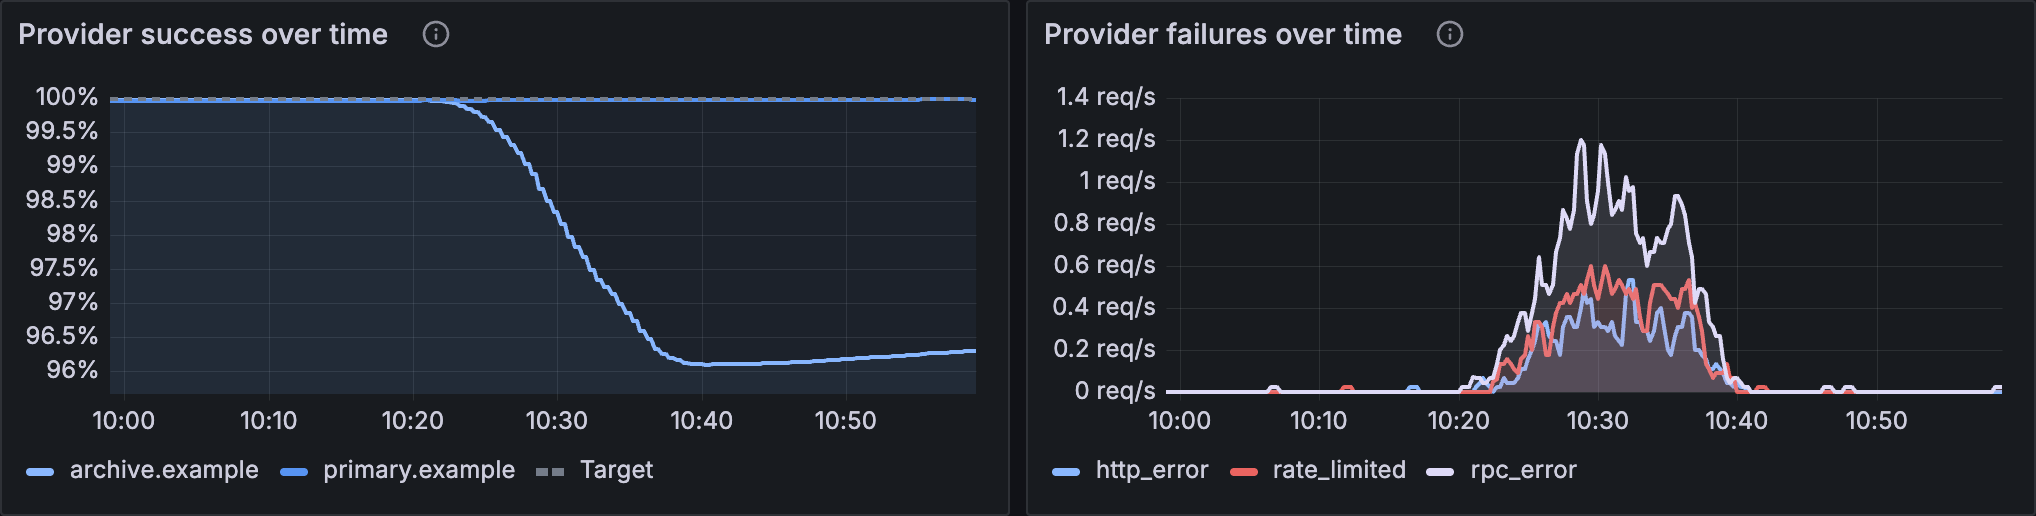 Provider success over time
100%
99.5%
99%
98.5%
98%
97.5%
97%
96.5%
96%
10:00 10:10 10:20 10:30 10:40 10:50
archive.example primary.example Target
Provider failures over time
1.4 req/s
1.2 req/s
1 req/s
0.8 req/s
0.6 req/s
0.4 req/s
0.2 req/s
0 req/s
10:00 10:10 10:20 10:30 10:40 10:50
http_error rate_limited rpc_error